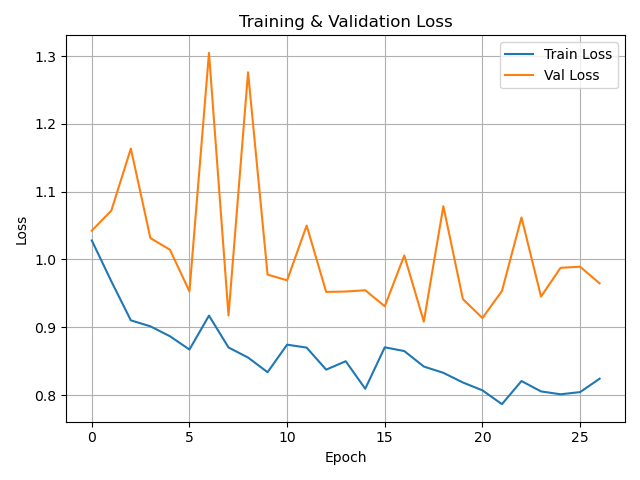 Training & Validation Loss
Train Loss
Val Loss
Loss
1.3
1.2
1.1
1.0
0.9
0.8
0 5 10 15 20 25
Epoch